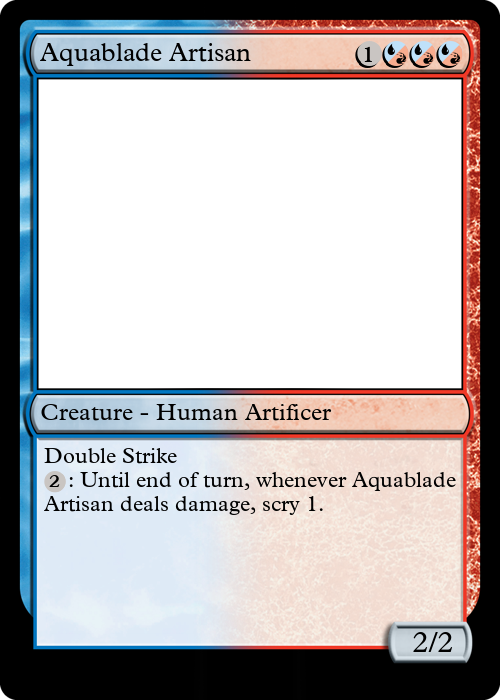 Aquablade Artisan 1
Creature - Human Artificer
Double Strike
2: Until end of turn, whenever Aquablade
Artisan deals damage, scry 1.
2/2